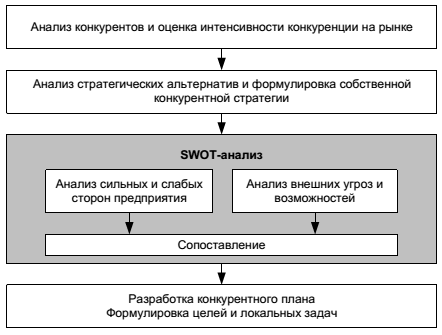 Анализ конкурентов и оценка интенсивности конкуренции на рынке
Анализ стратегических альтернатив и формулировка собственной
конкурентной стратегии
SWOT-анализ
Анализ сильных и слабых
сторон предприятия
Анализ внешних угроз и
возможностей
Сопоставление
Разработка конкурентного плана
Формулировка целей и локальных задач